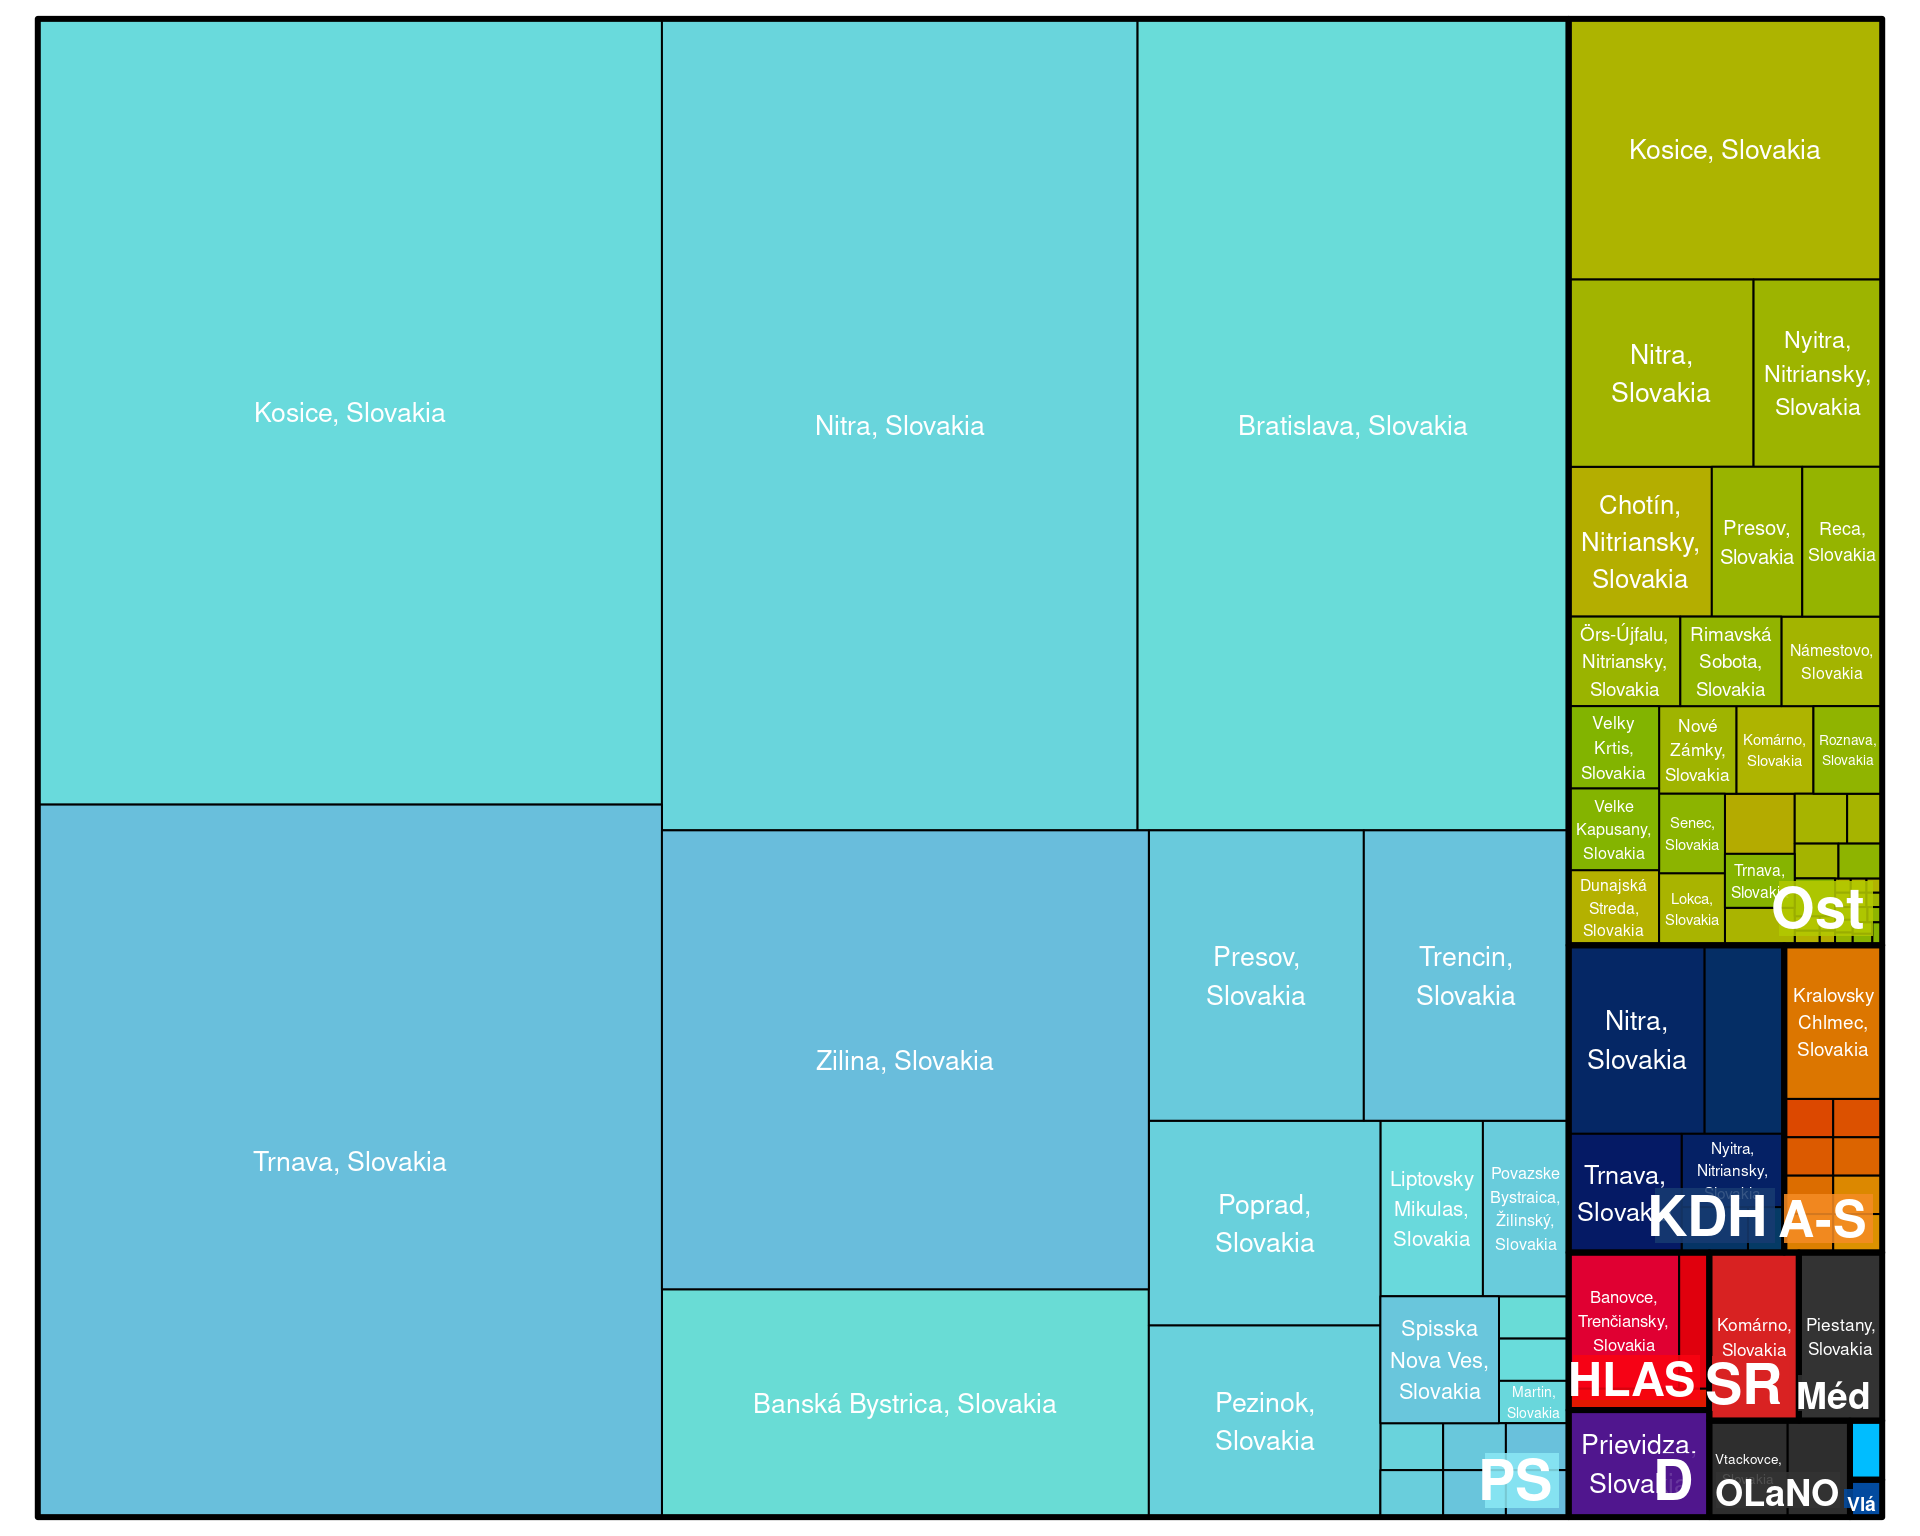 Kosice, Slovakia
Nitra, Slovakia
Bratislava, Slovakia
Trnava, Slovakia
Zilina, Slovakia
Banská Bystrica, Slovakia
Presov,
Slovakia
Trencin,
Slovakia
Poprad,
Slovakia
Pezinok,
Slovakia
Liptovsky
Mikulas,
Slovakia
Povazske
Bystraica,
Žilinský,
Slovakia
Spisska
Nova Ves,
Slovakia
Martin,
Slovakia
PS
Kosice, Slovakia
Nitra,
Slovakia
Nyitra,
Nitriansky,
Slovakia
Chotín,
Nitriansky,
Slovakia
Presov,
Slovakia
Reca,
Slovakia
Örs-Újfalu,
Nitriansky,
Slovakia
Rimavská
Sobota,
Slovakia
Námestovo,
Slovakia
Velky
Krtis,
Slovakia
Nové
Zámky,
Slovakia
Komárno,
Slovakia
Roznava,
Slovakia
Velke
Kapusany,
Slovakia
Senec,
Slovakia
Trnava,
Slovakia
Dunajská
Streda,
Slovakia
Lokca,
Slovakia
Ost
Nitra,
Slovakia
Trnava,
Slovakia
Nyitra,
Nitriansky,
Slovakia
KDH
Kralovsky
Chlmec,
Slovakia
A-S
Banovce,
Trenčiansky,
Slovakia
HLAS
Komárno,
Slovakia
SR
Piestany,
Slovakia
Méd
Prievidza,
Slovakia
D
Vtackovce,
Slovakia
OLaNO
Vlá